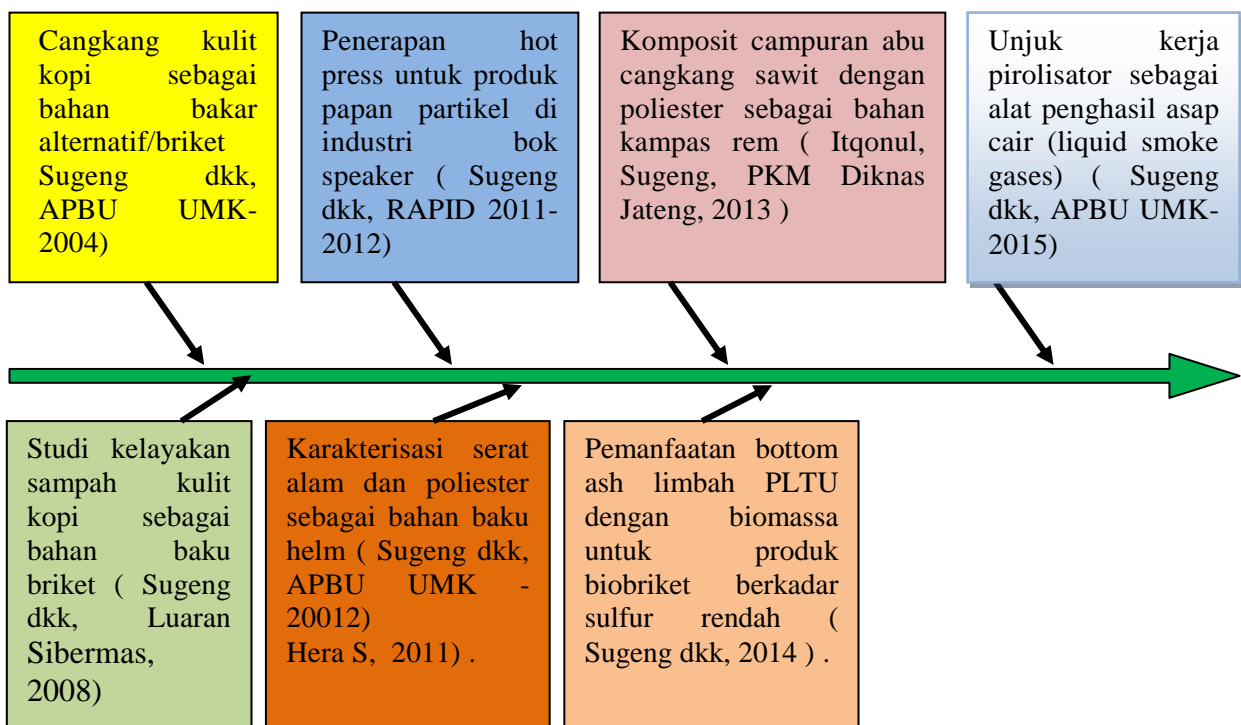 Cangkang kulit
kopi sebagai
bahan bakar
alternatif/briket
Sugeng dkk,
APBU UMK-
2004)
Penerapan hot
press untuk produk
papan partikel di
industri bok
speaker ( Sugeng
dkk, RAPID 2011-
2012)
Komposit campuran abu
cangkang sawit dengan
poliester sebagai bahan
kampas rem ( Itqonul,
Sugeng, PKM Diknas
Jateng, 2013 )
Unjuk kerja
pirolisator sebagai
alat penghasil asap
cair (liquid smoke
gases) ( Sugeng
dkk, APBU UMK-
2015)
Studi kelayakan
sampah kulit
kopi sebagai
bahan baku
briket ( Sugeng
dkk, Luaran
Sibermas,
2008)
Karakterisasi serat
alam dan poliester
sebagai bahan baku
helm ( Sugeng dkk,
APBU UMK -
20012)
Hera S, 2011) .
Pemanfaatan bottom
ash limbah PLTU
dengan biomassa
untuk produk
biobriket berkadar
sulfur rendah (
Sugeng dkk, 2014 ) .